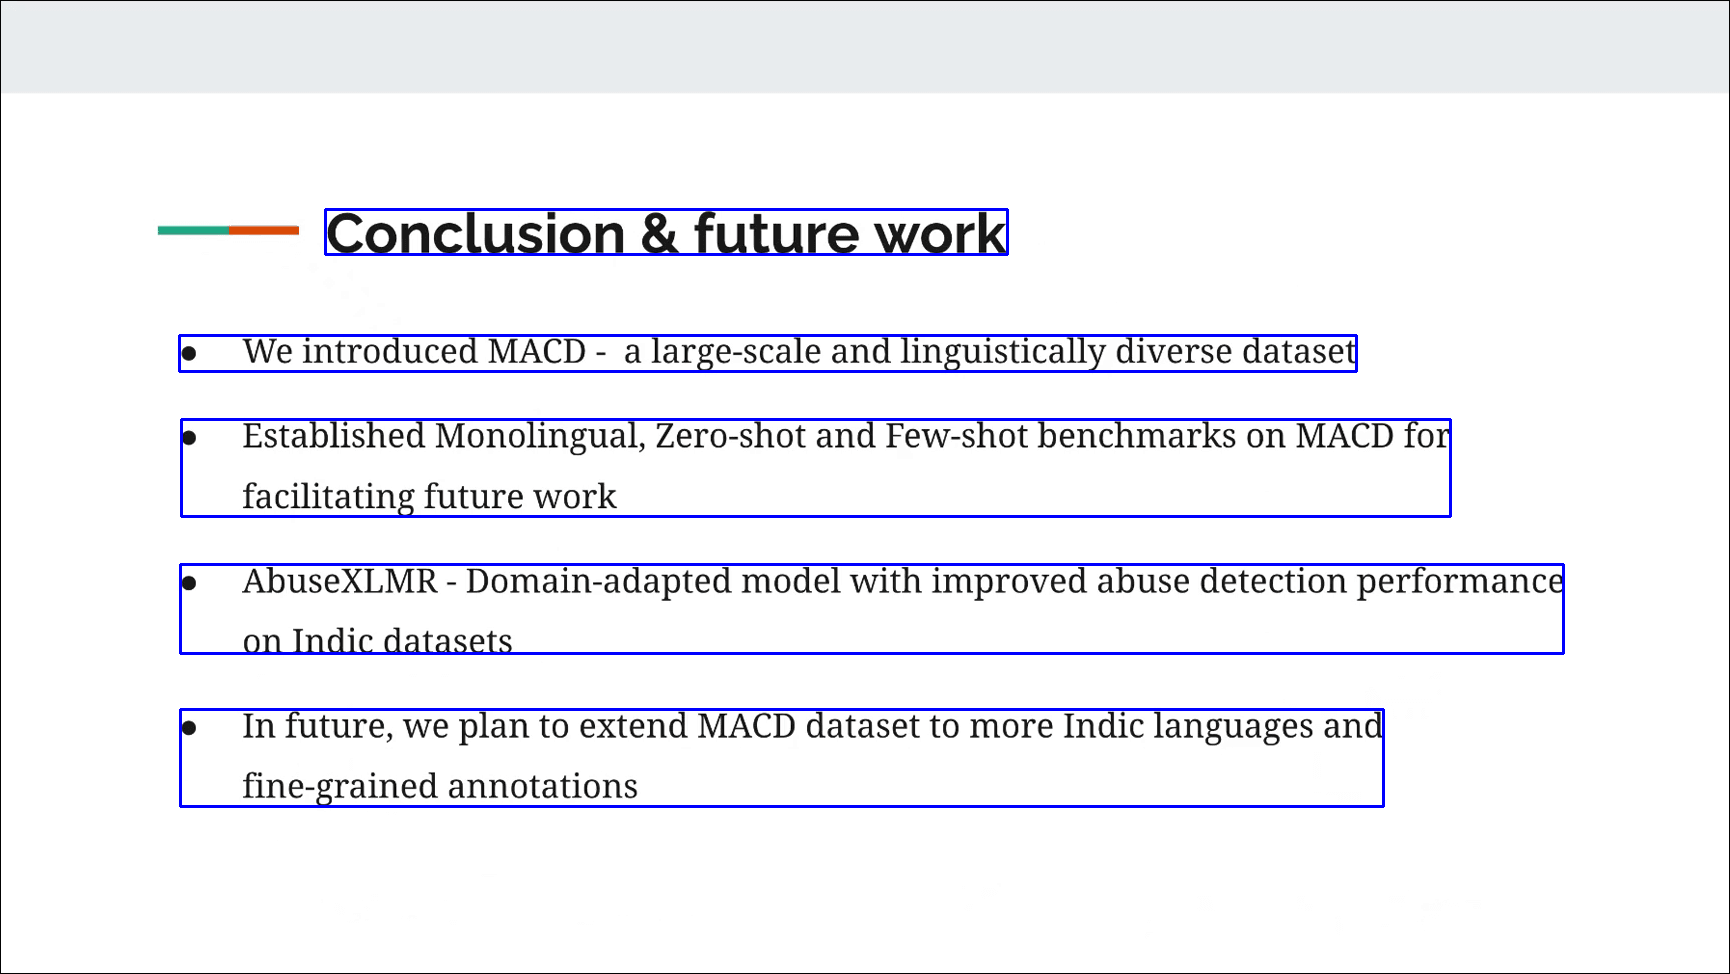 Conclusion & future work
● We introduced MACD - a large-scale and linguistically diverse dataset
● Established Monolingual, Zero-shot and Few-shot benchmarks on MACD for
facilitating future work
● AbuseXLMR - Domain-adapted model with improved abuse detection performance
on Indic datasets
● In future, we plan to extend MACD dataset to more Indic languages and
fine-grained annotations